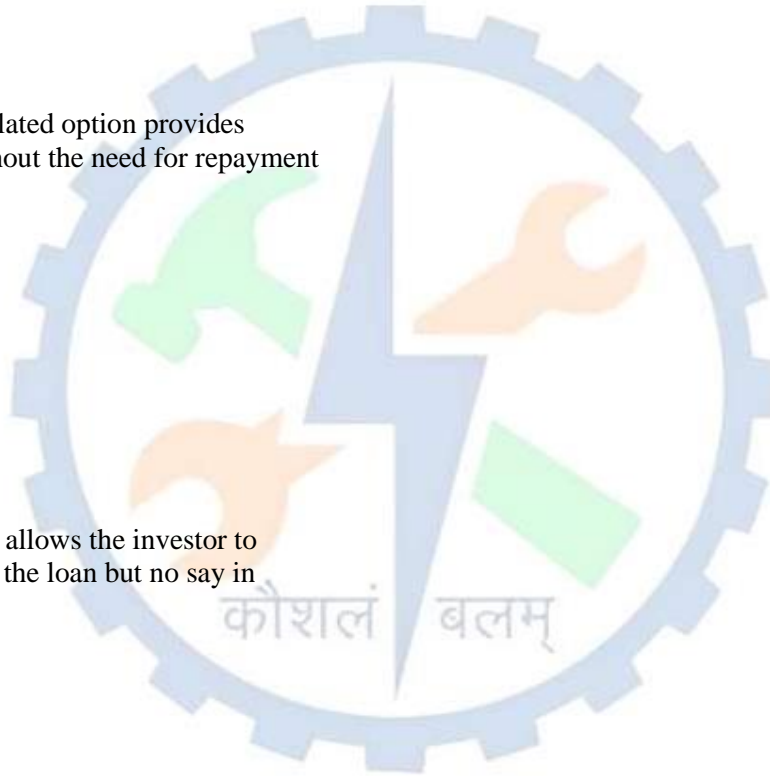 lated option provides
out the need for repayment
allows the investor to
the loan but no say in
कौशलं बलम्